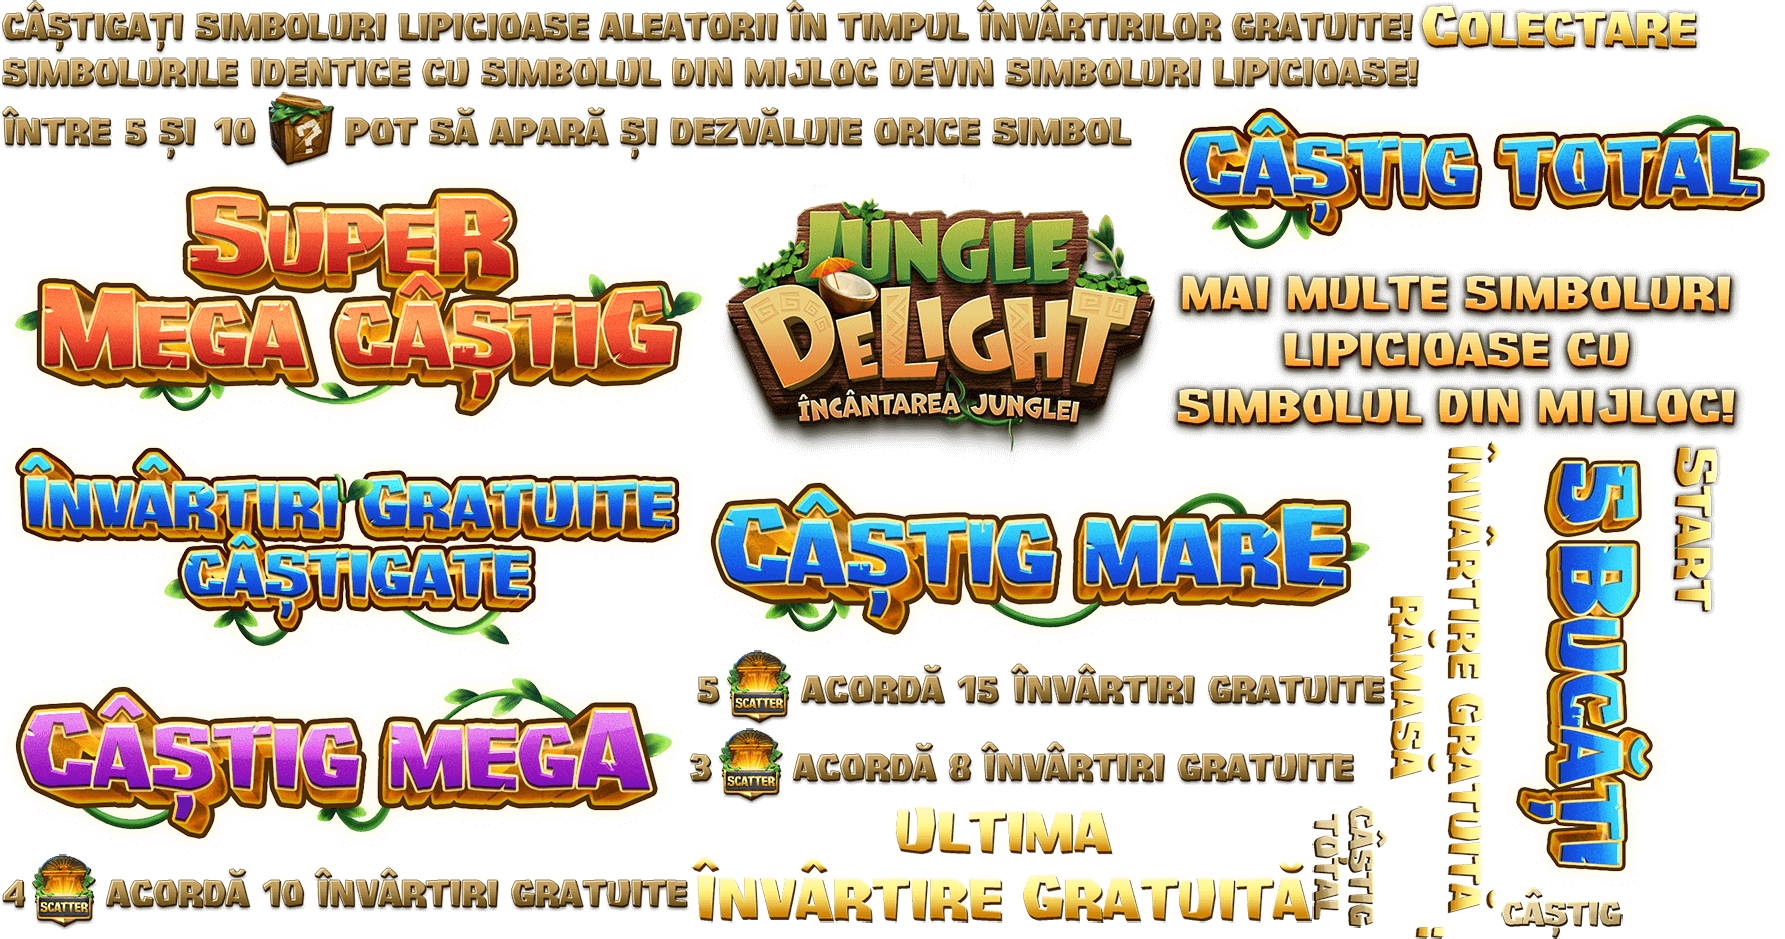 CÂȘTIGAȚI SIMBOLURI LIPICIOASE ALEATORII ÎN TIMPUL ÎNVÂRTIRILOR GRATUITE!
COLECTARE
SIMBOLURILE IDENTICE CU SIMBOLUL DIN MIJLOC DEVIN SIMBOLURI LIPICIOASE!
ÎNTRE 5 ȘI 10 ? POT SĂ APARĂ ȘI DEZVĂLUIE ORICE SIMBOL
CÂȘTIG TOTAL
SUPER
MEGA CÂȘTIG
JUNGLE
DELIGHT
ÎNCÂNTAREA JUNGLEI
MAI MULTE SIMBOLURI
LIPICIOASE CU
SIMBOLUL DIN MIJLOC!
ÎNVÂRTIRI GRATUITE
CÂȘTIGATE
CÂȘTIG MARE
START
5 BUCĂȚI
ÎNVÂRTIRE GRATUITĂ
RĂMASĂ
CÂȘTIG MEGA
5 SCATTER ACORDĂ 15 ÎNVÂRTIRI GRATUITE
3 SCATTER ACORDĂ 8 ÎNVÂRTIRI GRATUITE
4 SCATTER ACORDĂ 10 ÎNVÂRTIRI GRATUITE
ULTIMA
ÎNVÂRTIRE GRATUITĂ
CÂȘTIG
TOTAL
CÂȘTIG